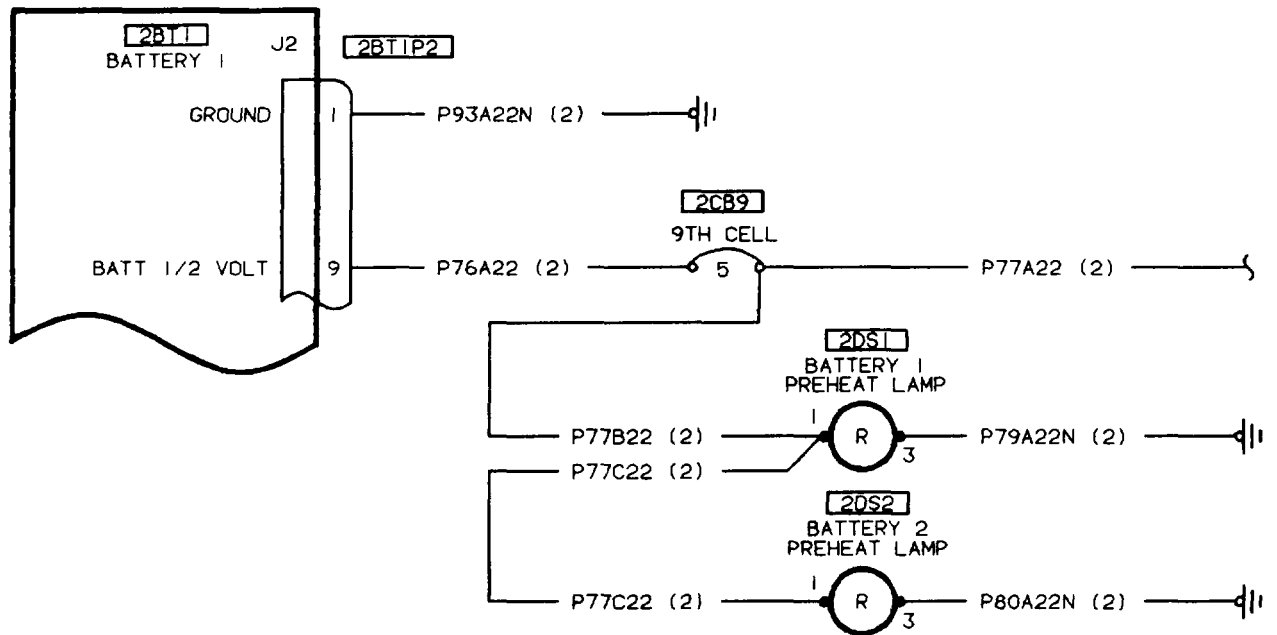 2BT1
BATTERY 1
J2
2BT1P2
GROUND
1
P93A22N (2)
2CB9
9TH CELL
BATT 1/2 VOLT
9
P76A22 (2)
5
P77A22 (2)
2DS1
BATTERY 1
PREHEAT LAMP
1
P77B22 (2)
R
P79A22N (2)
3
P77C22 (2)
2DS2
BATTERY 2
PREHEAT LAMP
1
P77C22 (2)
R
P80A22N (2)
3